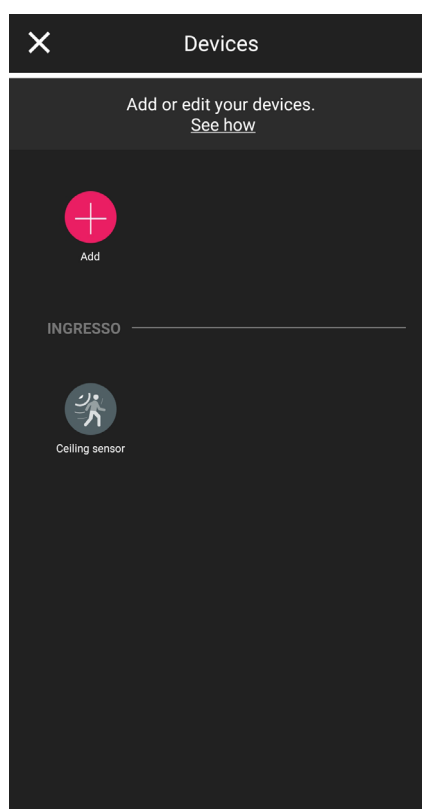 Devices
Add or edit your devices.
See how
Add
INGRESSO
Ceiling sensor